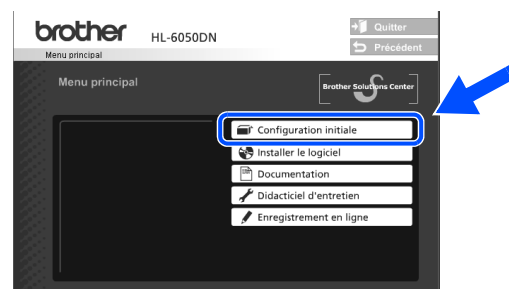 brother HL-6050DN
Quitter
Précédent
Menu principal
Menu principal
Brother Solutions Center
Configuration initiale
Installer le logiciel
Documentation
Didacticiel d'entretien
Enregistrement en ligne